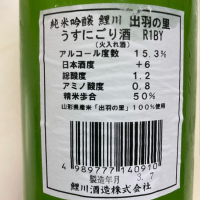 純米吟醸 鯉川 出羽の里
うすにごり酒 R1BY
(火入れ酒)
アルコール度数 15.3%
日本酒度 +6
総酸度 1.2
アミノ酸度 0.8
精米歩合 50%
山形県産米「出羽の里」100%使用
4989777140910
製造年月 3.7
鯉川酒造株式会社